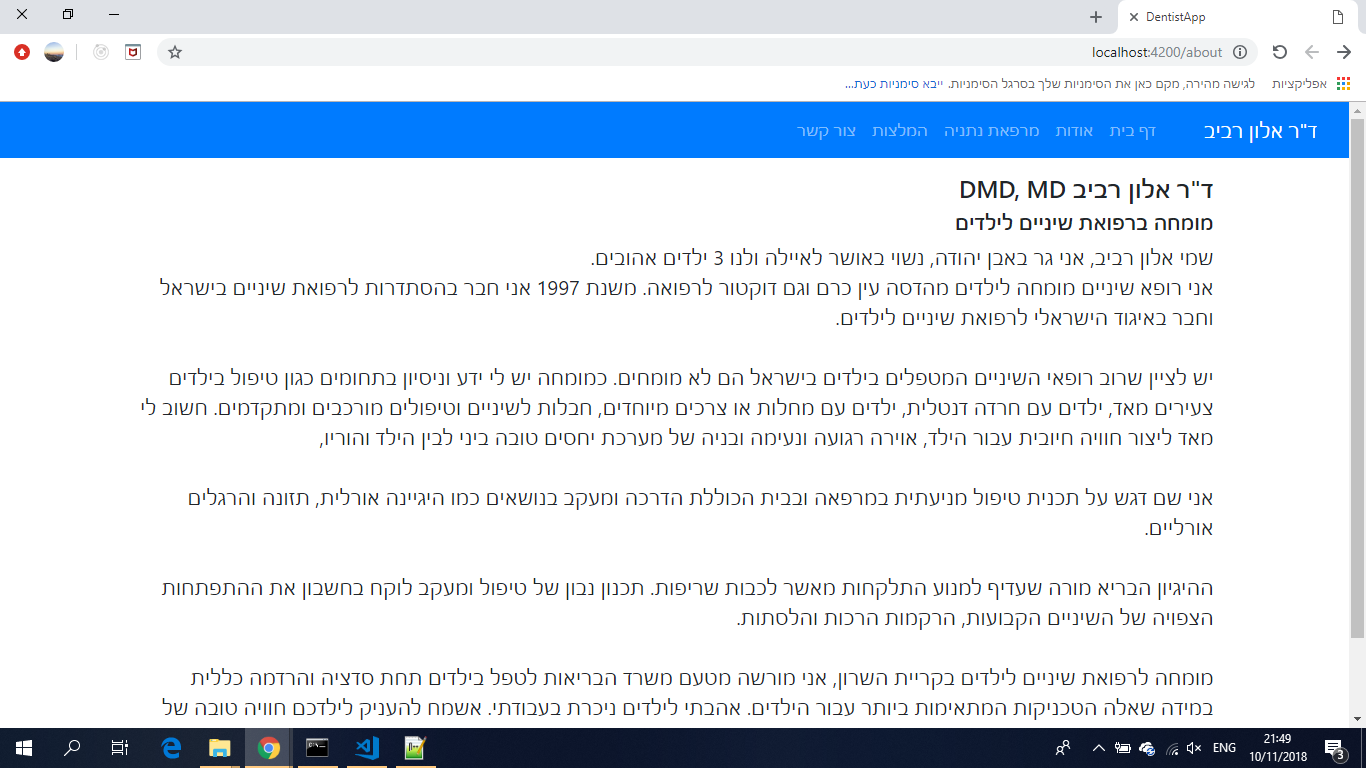 DentistApp
localhost:4200/about
אפליקציות לגישה מהירה, מקם כאן את הסימניות שלך בסרגל הסימניות. ייבא סימניות כעת...
ד"ר אלון רביב דף בית אודות מרפאת נתניה המלצות צור קשר
ד"ר אלון רביב DMD, MD
מומחה ברפואת שיניים לילדים
שמי אלון רביב, אני גר באבן יהודה, נשוי באושר לאיילה ולנו 3 ילדים אהובים.
אני רופא שיניים מומחה לילדים מהדסה עין כרם וגם דוקטור לרפואה. משנת 1997 אני חבר בהסתדרות לרפואת שיניים בישראל
וחבר באיגוד הישראלי לרפואת שיניים לילדים.
יש לציין שרוב רופאי השיניים המטפלים בילדים בישראל הם לא מומחים. כמומחה יש לי ידע וניסיון בתחומים כגון טיפול בילדים
צעירים מאד, ילדים עם חרדה דנטלית, ילדים עם מחלות או צרכים מיוחדים, חבלות לשיניים וטיפולים מורכבים ומתקדמים. חשוב לי
מאד ליצור חוויה חיובית עבור הילד, אוירה רגועה ונעימה ובניה של מערכת יחסים טובה ביני לבין הילד והוריו,
אני שם דגש על תכנית טיפול מניעתית במרפאה ובבית הכוללת הדרכה ומעקב בנושאים כמו היגיינה אורלית, תזונה והרגלים
אורליים.
ההיגיון הבריא מורה שעדיף למנוע התלקחות מאשר לכבות שריפות. תכנון נבון של טיפול ומעקב לוקח בחשבון את ההתפתחות
הצפויה של השיניים הקבועות, הרקמות הרכות והלסתות.
מומחה לרפואת שיניים לילדים בקריית השרון, אני מורשה מטעם משרד הבריאות לטפל בילדים תחת סדציה והרדמה כללית
במידה שאלה הטכניקות המתאימות ביותר עבור הילדים. אהבתי לילדים ניכרת בעבודתי. אשמח להעניק לילדכם חוויה טובה של
ENG
21:49
10/11/2018
3